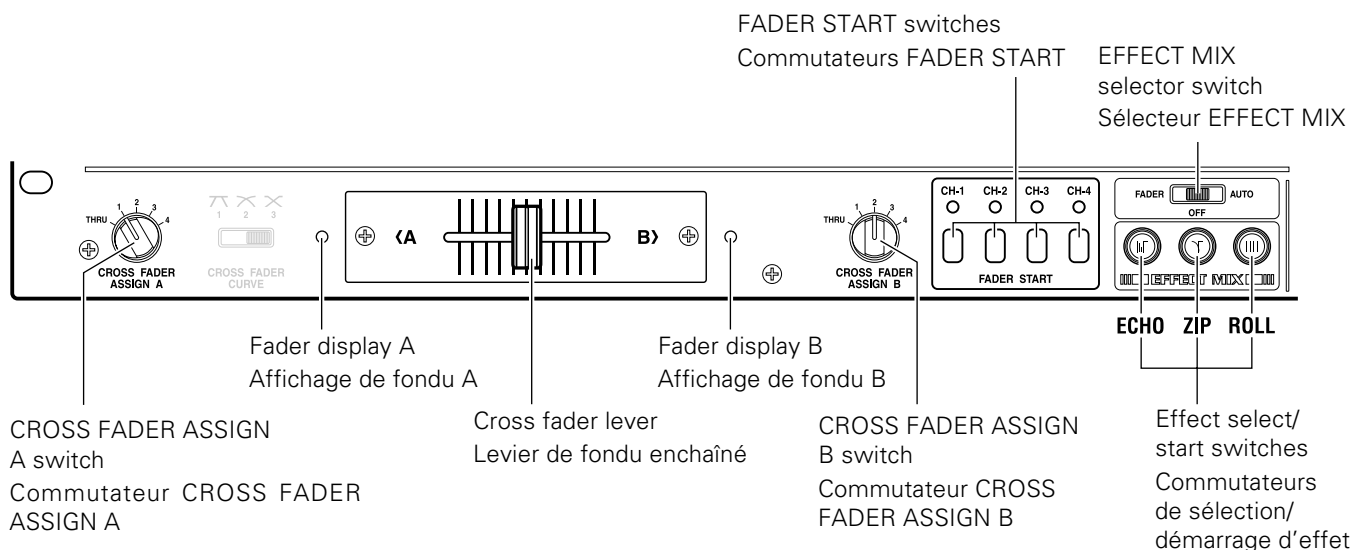 FADER START switches
Commutateurs FADER START
EFFECT MIX
selector switch
Sélecteur EFFECT MIX
THRU 1 2 3 4
CROSS FADER
ASSIGN A
1 2 3
CROSS FADER
CURVE
⟨A
B⟩
THRU 1 2 3 4
CROSS FADER
ASSIGN B
CH-1 CH-2 CH-3 CH-4
FADER START
FADER AUTO
OFF
EFFECT MIX
ECHO ZIP ROLL
Fader display A
Affichage de fondu A
Fader display B
Affichage de fondu B
CROSS FADER ASSIGN
A switch
Commutateur CROSS FADER
ASSIGN A
Cross fader lever
Levier de fondu enchaîné
CROSS FADER ASSIGN
B switch
Commutateur CROSS
FADER ASSIGN B
Effect select/
start switches
Commutateurs
de sélection/
démarrage d'effet